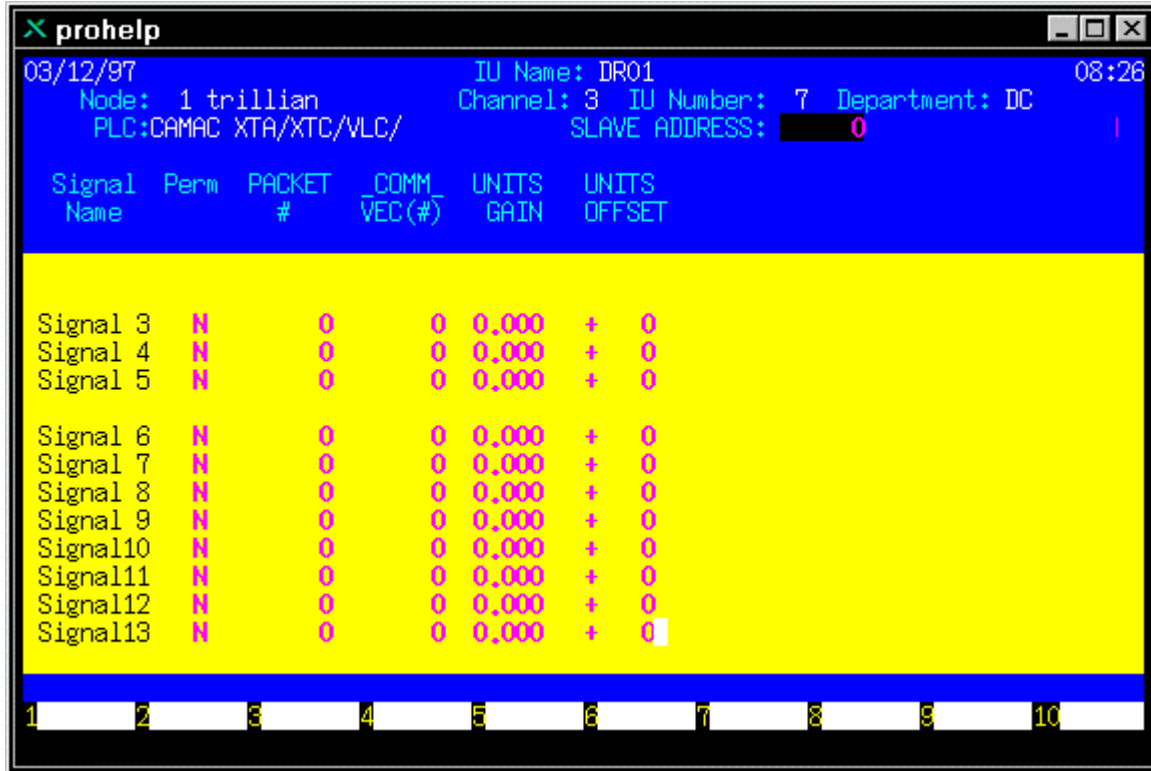 prohelp
03/12/97 IU Name: DRO1 08:26
Node: 1 trillian Channel: 3 IU Number: 7 Department: DC
PLC:CAMAC XTA/XTC/VLC/ SLAVE ADDRESS: 0 |
Signal Perm PACKET _COMM_ UNITS UNITS
Name # VEC(#) GAIN OFFSET
Signal 3 N 0 0 0.000 + 0
Signal 4 N 0 0 0.000 + 0
Signal 5 N 0 0 0.000 + 0
Signal 6 N 0 0 0.000 + 0
Signal 7 N 0 0 0.000 + 0
Signal 8 N 0 0 0.000 + 0
Signal 9 N 0 0 0.000 + 0
Signal10 N 0 0 0.000 + 0
Signal11 N 0 0 0.000 + 0
Signal12 N 0 0 0.000 + 0
Signal13 N 0 0 0.000 + 0
1 2 3 4 5 6 7 8 9 10